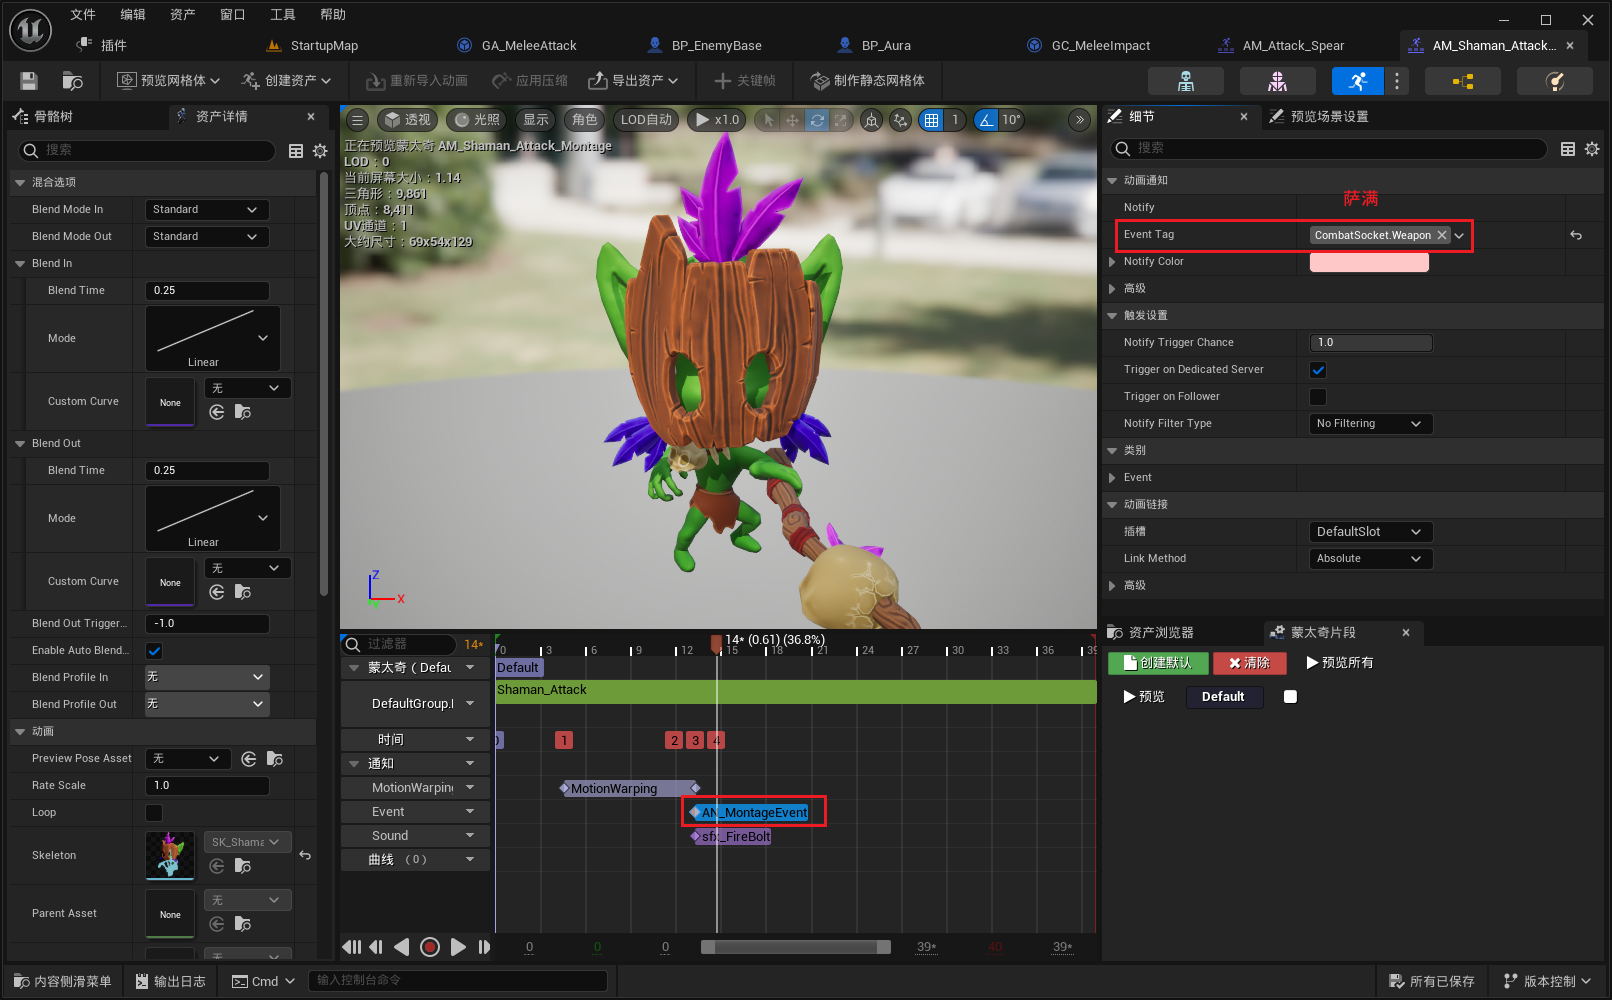 文件 编辑 资产 窗口 工具 帮助
插件 StartupMap GA_MeleeAttack BP_EnemyBase BP_Aura GC_MeleeImpact AM_Attack_Spear AM_Shaman_Attack...
预览网格体 创建资产 重新导入动画 应用压缩 导出资产 关键帧 制作静态网格体
骨骼树 资产详情
搜索
混合选项
Blend Mode In Standard
Blend Mode Out Standard
Blend In
Blend Time 0.25
Mode
Linear
Custom Curve None 无
Blend Out
Blend Time 0.25
Mode
Linear
Custom Curve None 无
Blend Out Trigger... -1.0
Enable Auto Blend...
Blend Profile In 无
Blend Profile Out 无
动画
Preview Pose Asset 无
Rate Scale 1.0
Loop
Skeleton SK_Shama
Parent Asset None 无
无
透视 光照 显示 角色 LOD自动 x1.0 1 10°
正在预览蒙太奇 AM_Shaman_Attack_Montage
LOD：0
当前屏幕大小：1.14
三角形：9,861
顶点：8,411
UV通道：1
大约尺寸：69x54x129
Z
X
过滤器 14*
14* (0.61) (36.8%)
0 3 6 9 12 15 18 21 24 27 30 33 36 39
蒙太奇 ( Defau Default
Shaman_Attack
DefaultGroup.
时间 1 2 3 4
通知
MotionWarpin MotionWarping
Event AN_MontageEvent
Sound sfx_FireBolt
曲线 （0）
0 0 0 39* 40 39*
细节 预览场景设置
搜索
动画通知
萨满
Notify
Event Tag CombatSocket.Weapon
Notify Color
高级
触发设置
Notify Trigger Chance 1.0
Trigger on Dedicated Server
Trigger on Follower
Notify Filter Type No Filtering
类别
Event
动画链接
插槽 DefaultSlot
Link Method Absolute
高级
资产浏览器 蒙太奇片段
创建默认 清除 预览所有
预览 Default
内容侧滑菜单 输出日志 Cmd 输入控制台命令 所有已保存 版本控制